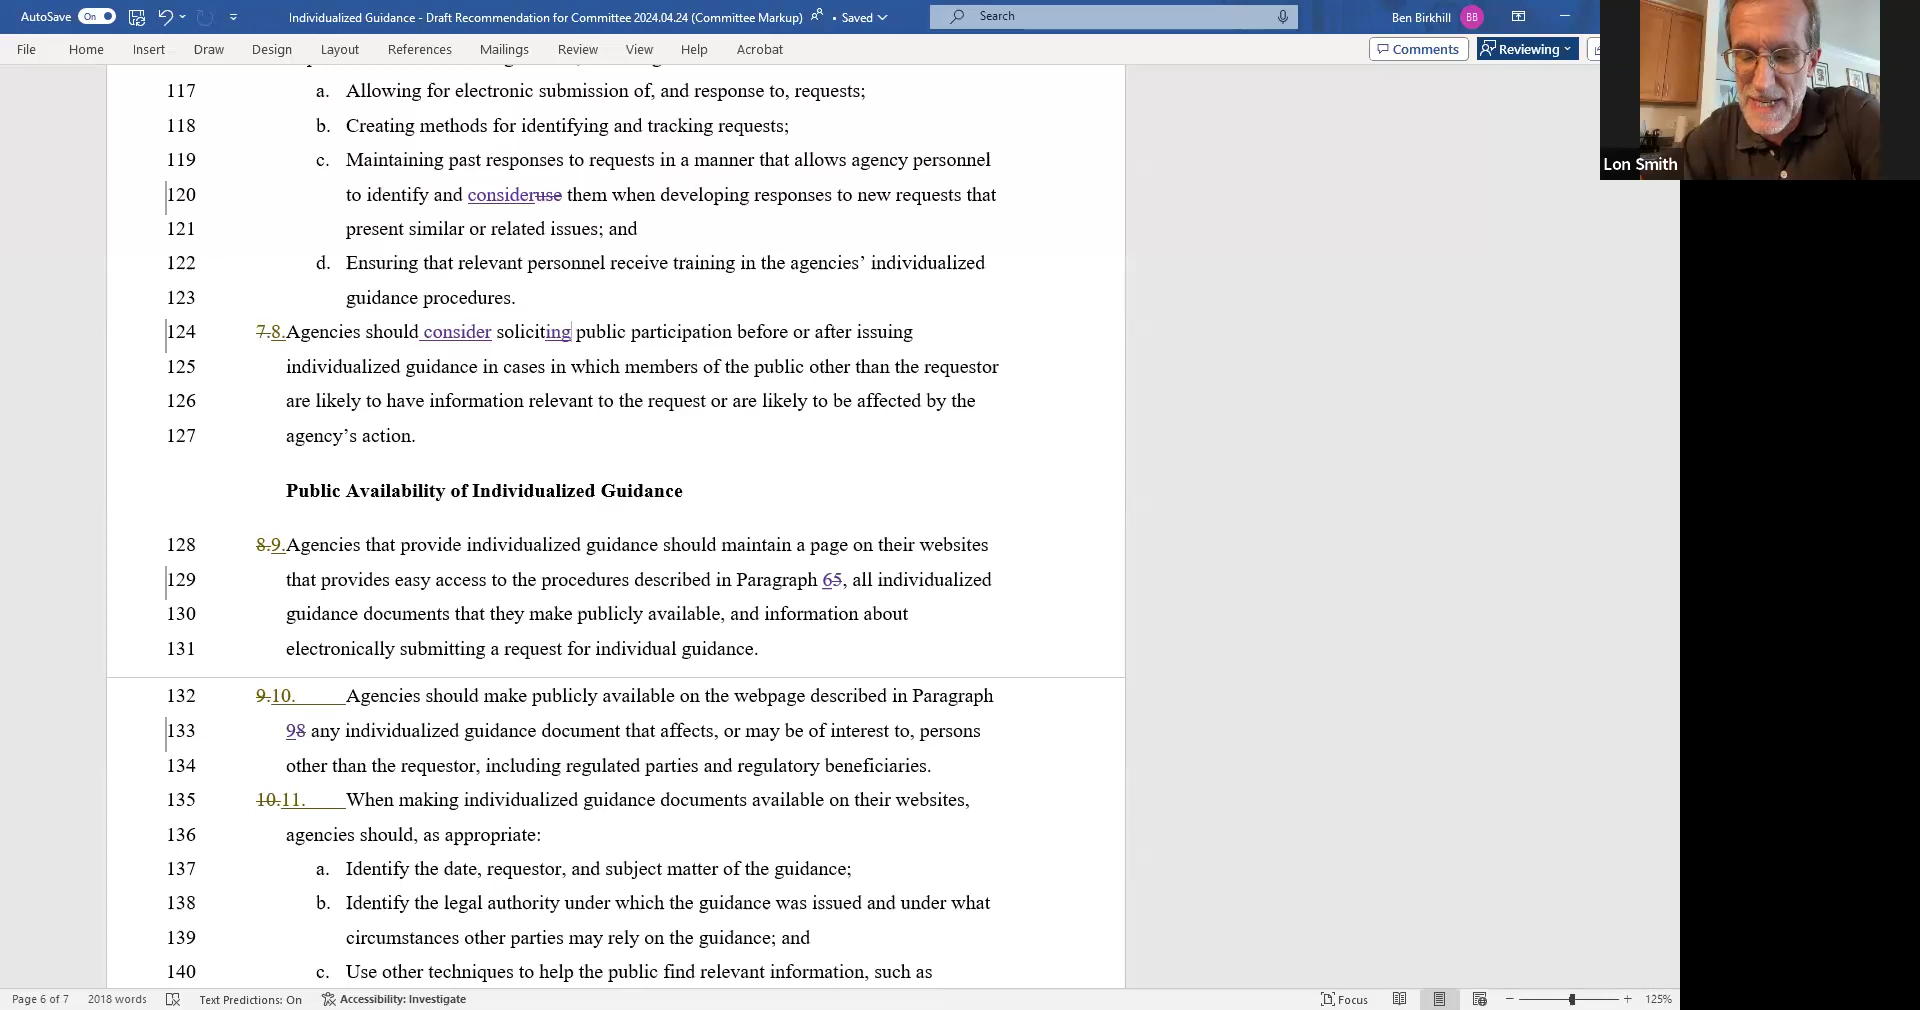 AutoSave On Individualized Guidance - Draft Recommendation for Committee 2024.04.24 (Committee Markup) • Saved Search Ben Birkhill BB
File Home Insert Draw Design Layout References Mailings Review View Help Acrobat Comments Reviewing
117 a. Allowing for electronic submission of, and response to, requests;
118 b. Creating methods for identifying and tracking requests;
119 c. Maintaining past responses to requests in a manner that allows agency personnel
Lon Smith
120 to identify and consideruse them when developing responses to new requests that
121 present similar or related issues; and
122 d. Ensuring that relevant personnel receive training in the agencies’ individualized
123 guidance procedures.
124 7.8.Agencies should consider soliciting public participation before or after issuing
125 individualized guidance in cases in which members of the public other than the requestor
126 are likely to have information relevant to the request or are likely to be affected by the
127 agency’s action.
Public Availability of Individualized Guidance
128 8.9.Agencies that provide individualized guidance should maintain a page on their websites
129 that provides easy access to the procedures described in Paragraph 65, all individualized
130 guidance documents that they make publicly available, and information about
131 electronically submitting a request for individual guidance.
132 9.10. Agencies should make publicly available on the webpage described in Paragraph
133 98 any individualized guidance document that affects, or may be of interest to, persons
134 other than the requestor, including regulated parties and regulatory beneficiaries.
135 10.11. When making individualized guidance documents available on their websites,
136 agencies should, as appropriate:
137 a. Identify the date, requestor, and subject matter of the guidance;
138 b. Identify the legal authority under which the guidance was issued and under what
139 circumstances other parties may rely on the guidance; and
140 c. Use other techniques to help the public find relevant information, such as
Page 6 of 7 2018 words Text Predictions: On Accessibility: Investigate Focus 125%